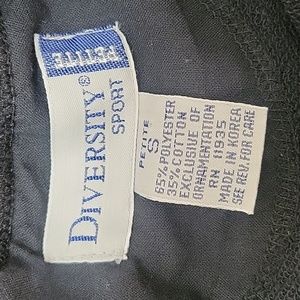 PETITE
DIVERSITY®
SPORT
PETITE
S
65% POLYESTER
35% COTTON
EXCLUSIVE OF
ORNAMENTATION
RN 11935
MADE IN KOREA
SEE REV. FOR CARE